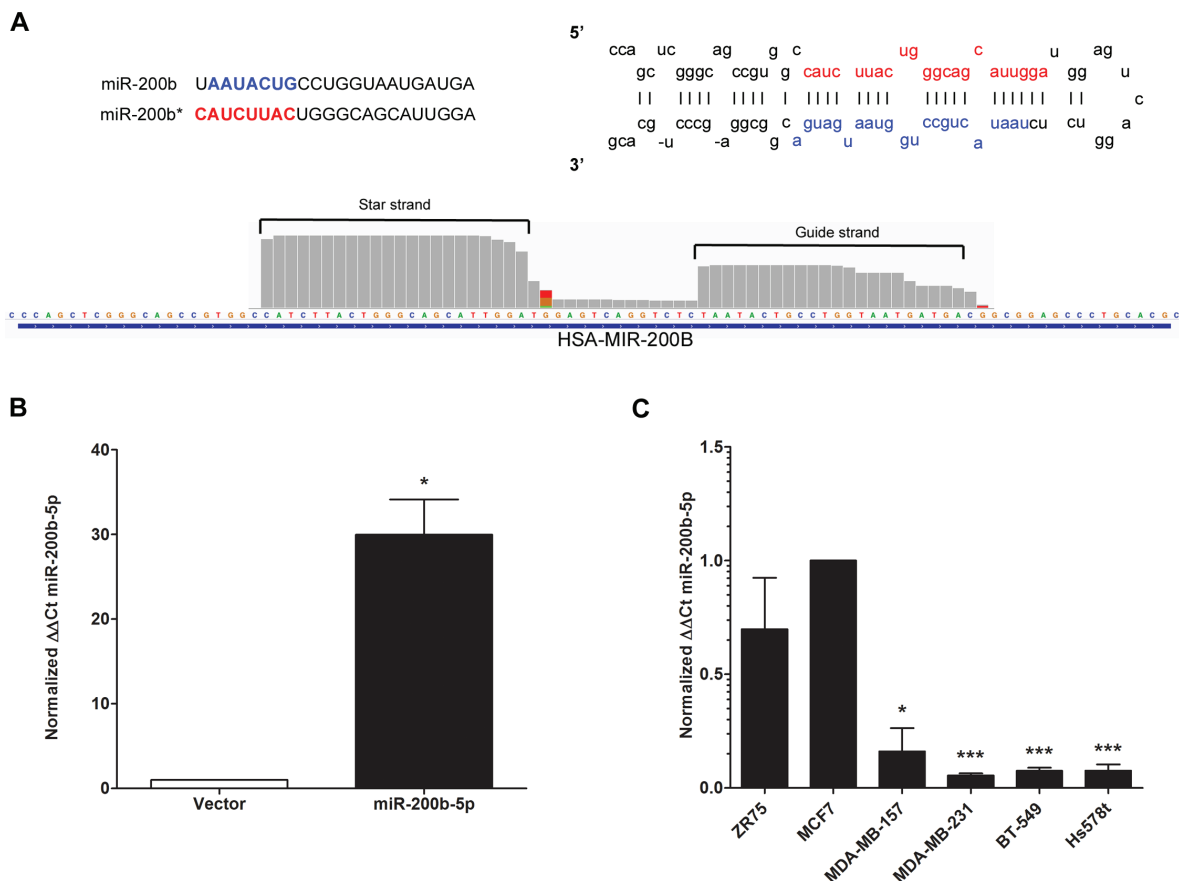 A
miR-200b UAAUACUGCCUGGUAAUGAUGA
miR-200b* CAUCUUACUGGGCAGCAUUGGA
5'
cca uc ag g c ug c u ag
gc gggc ccgu g cauc uuac ggcag auugga gg u
c
cg cccg ggcg c guag aaug ccguc uaaucu cu a
gca -u -a g a u gu a gg
3'
Star strand
Guide strand
C C C A G C T C G G G C A G C C G T G G C C A T C T T A C T G G G C A G C A T T G G A T G G A G T C A G G T C T C T A A T A C T G C C T G G T A A T G A T G A C G G C G G A G C C C T G C A C G C
HSA-MIR-200B
B
Normalized ΔΔCt miR-200b-5p
40
30
20
10
0
*
Vector
miR-200b-5p
C
Normalized ΔΔCt miR-200b-5p
1.5
1.0
0.5
0.0
*
***
***
***
ZR75
MCF7
MDA-MB-157
MDA-MB-231
BT-549
Hs578t